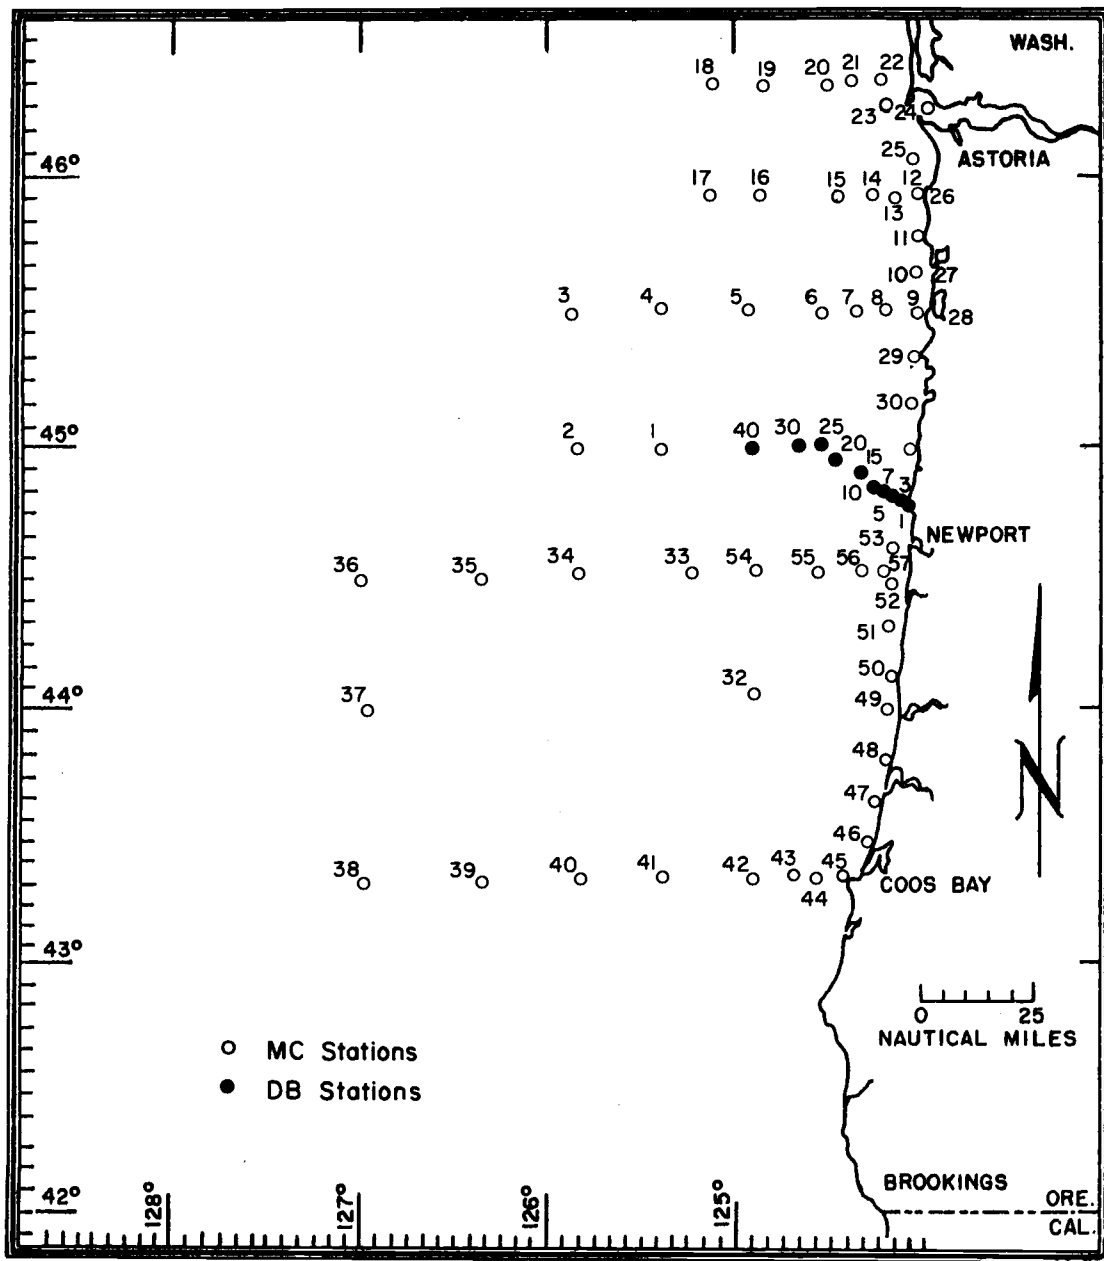 WASH.
18 19 20 21 22
23 24
25
ASTORIA
46°
17 16 15 14 12 26
13
11
10 27
3 4 5 6 7 8 9 28
29
30
45°
2 1 40 30 25 20 15
10 7 3
5 1
NEWPORT
53
36 35 34 33 54 55 56 57
52
51
50
44°
37 32 49
48
47
46
38 39 40 41 42 43 45
44
COOS BAY
N
43°
0 25
NAUTICAL MILES
MC Stations
DB Stations
BROOKINGS
42° ORE.
CAL.
128° 127° 126° 125°